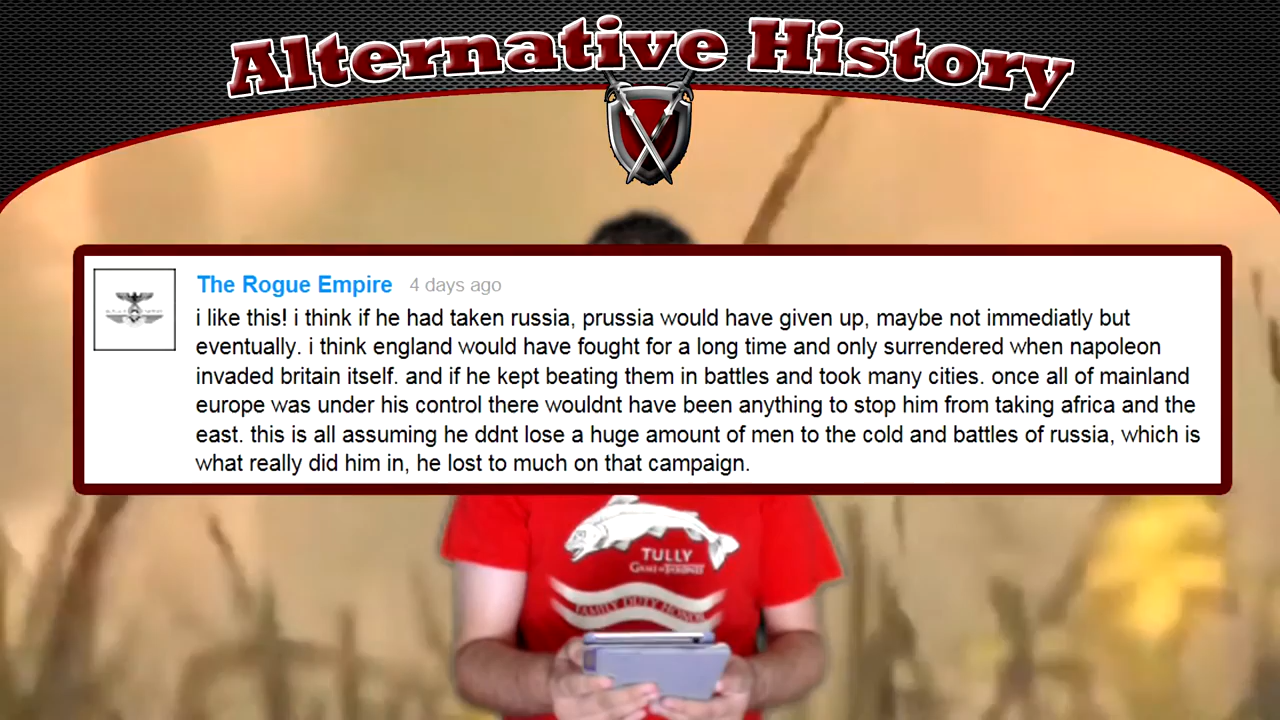 Alternative History
The Rogue Empire 4 days ago
i like this! i think if he had taken russia, prussia would have given up, maybe not immediatly but
eventually. i think england would have fought for a long time and only surrendered when napoleon
invaded britain itself. and if he kept beating them in battles and took many cities. once all of mainland
europe was under his control there wouldnt have been anything to stop him from taking africa and the
east. this is all assuming he ddnt lose a huge amount of men to the cold and battles of russia, which is
what really did him in, he lost to much on that campaign.
TULLY
GAME OF THRONES
FAMILY DUTY HONOR